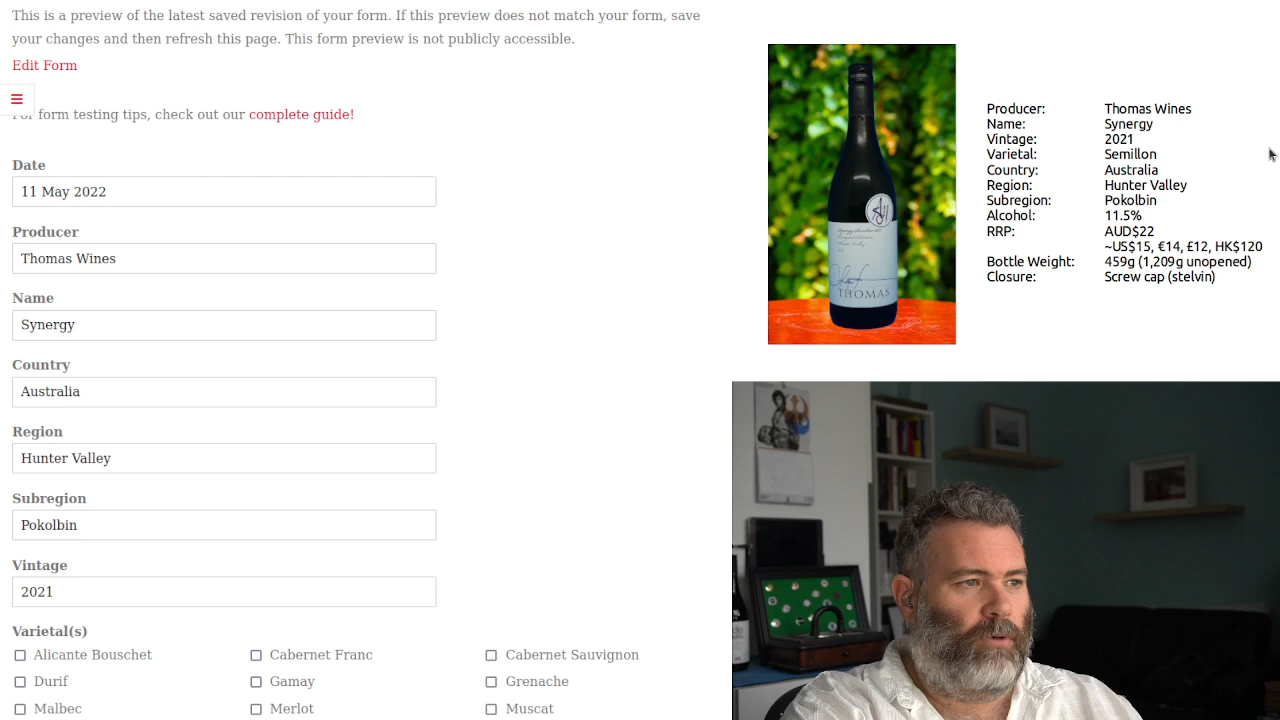 This is a preview of the latest saved revision of your form. If this preview does not match your form, save
your changes and then refresh this page. This form preview is not publicly accessible.
Edit Form
form testing tips, check out our complete guide!
Date
11 May 2022
Producer
Thomas Wines
Name
Synergy
Country
Australia
Region
Hunter Valley
Subregion
Pokolbin
Vintage
2021
Varietal(s)
Alicante Bouschet Cabernet Franc Cabernet Sauvignon
Durif Gamay Grenache
Malbec Merlot Muscat
THOMAS
Producer: Thomas Wines
Name: Synergy
Vintage: 2021
Varietal: Semillon
Country: Australia
Region: Hunter Valley
Subregion: Pokolbin
Alcohol: 11.5%
RRP: AUD$22
~US$15, €14, £12, HK$120
Bottle Weight: 459g (1,209g unopened)
Closure: Screw cap (stelvin)